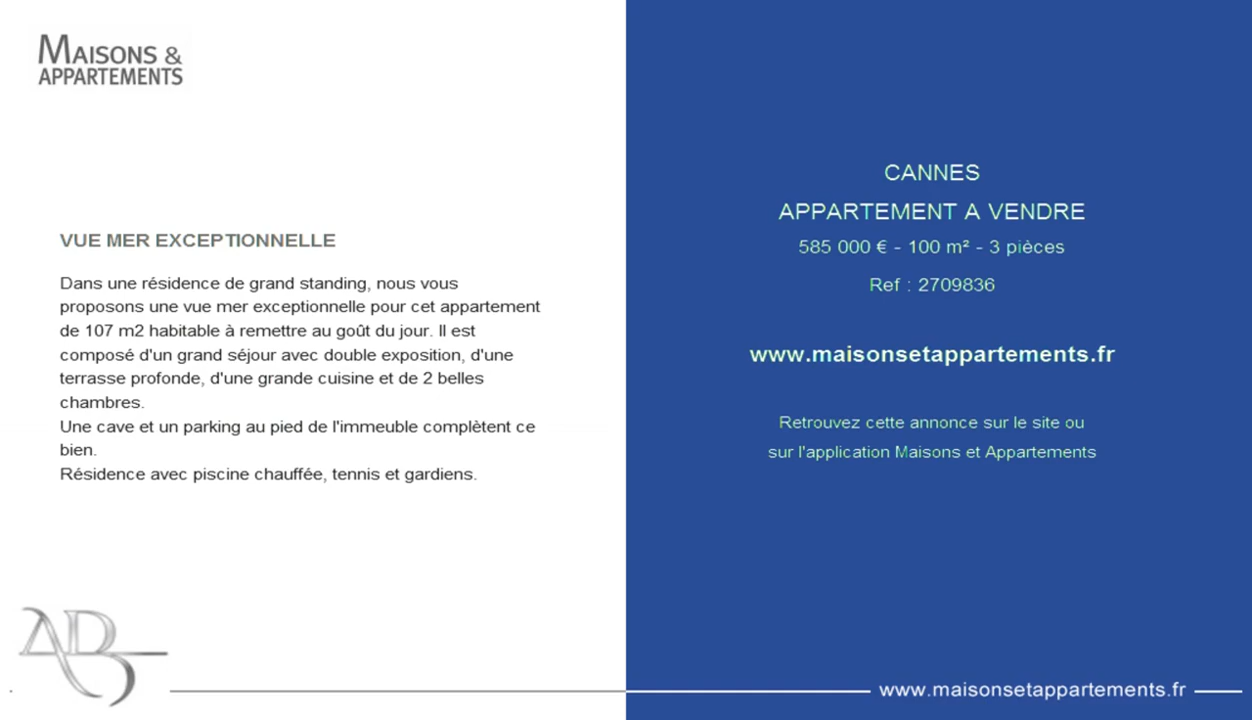 MAISONS &
APPARTEMENTS
VUE MER EXCEPTIONNELLE
Dans une résidence de grand standing, nous vous
proposons une vue mer exceptionnelle pour cet appartement
de 107 m2 habitable à remettre au goût du jour. Il est
composé d'un grand séjour avec double exposition, d'une
terrasse profonde, d'une grande cuisine et de 2 belles
chambres.
Une cave et un parking au pied de l'immeuble complètent ce
bien.
Résidence avec piscine chauffée, tennis et gardiens.
CANNES
APPARTEMENT A VENDRE
585 000 € - 100 m² - 3 pièces
Ref : 2709836
www.maisonsetappartements.fr
Retrouvez cette annonce sur le site ou
sur l'application Maisons et Appartements
AB
www.maisonsetappartements.fr